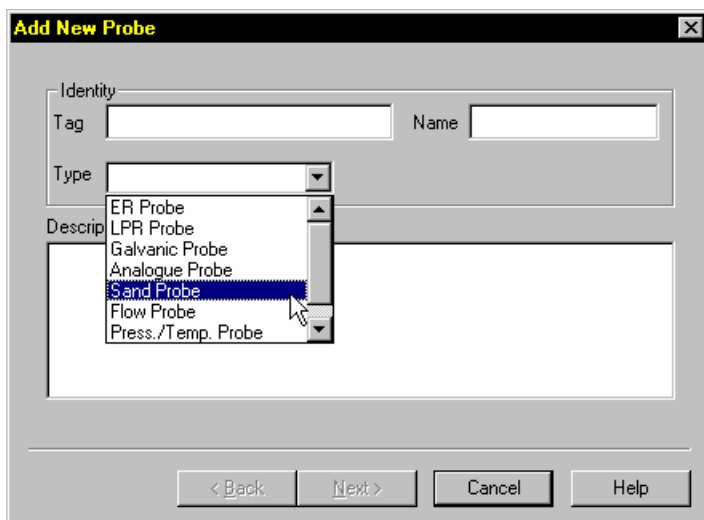 Add New Probe
Identity
Tag
Name
Type
ER Probe
LPR Probe
Descrip
Galvanic Probe
Analogue Probe
Sand Probe
Flow Probe
Press./Temp. Probe
< Back
Next >
Cancel
Help